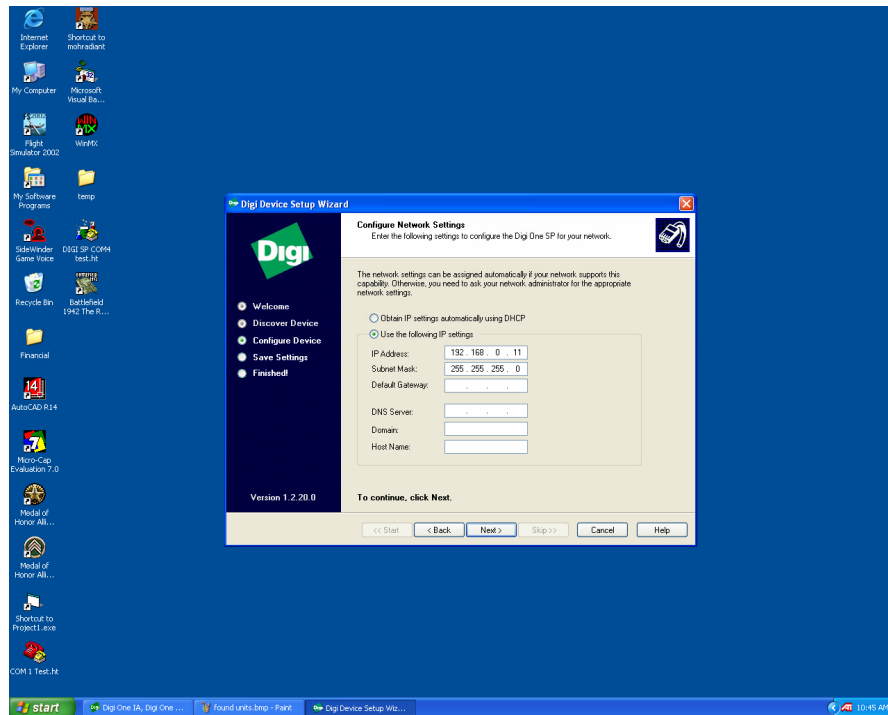 Internet
Explorer
Shortcut to
mohradiant
My Computer
Microsoft
Visual Ba...
Flight
Simulator 2002
WinMX
My Software
Programs
temp
SideWinder
Game Voice
DIGI SP COM4
test.ht
Recycle Bin
Battlefield
1942 The R...
Financial
AutoCAD R14
Micro-Cap
Evaluation 7.0
Medal of
Honor Alli...
Medal of
Honor Alli...
Shortcut to
Project1.exe
COM 1 Test.ht
Digi Device Setup Wizard
Digi
Welcome
Discover Device
Configure Device
Save Settings
Finished!
Version 1.2.20.0
Configure Network Settings
Enter the following settings to configure the Digi One SP for your network.
The network settings can be assigned automatically if your network supports this
capability. Otherwise, you need to ask your network administrator for the appropriate
network settings.
Obtain IP settings automatically using DHCP
Use the following IP settings
IP Address: 192 . 168 . 0 . 11
Subnet Mask: 255 . 255 . 255 . 0
Default Gateway: . . .
DNS Server: . . .
Domain:
Host Name:
To continue, click Next.
<< Start < Back Next > Skip >> Cancel Help
start Digi One IA, Digi One ... found units.bmp - Paint Digi Device Setup Wiz... ATI 10:45 AM